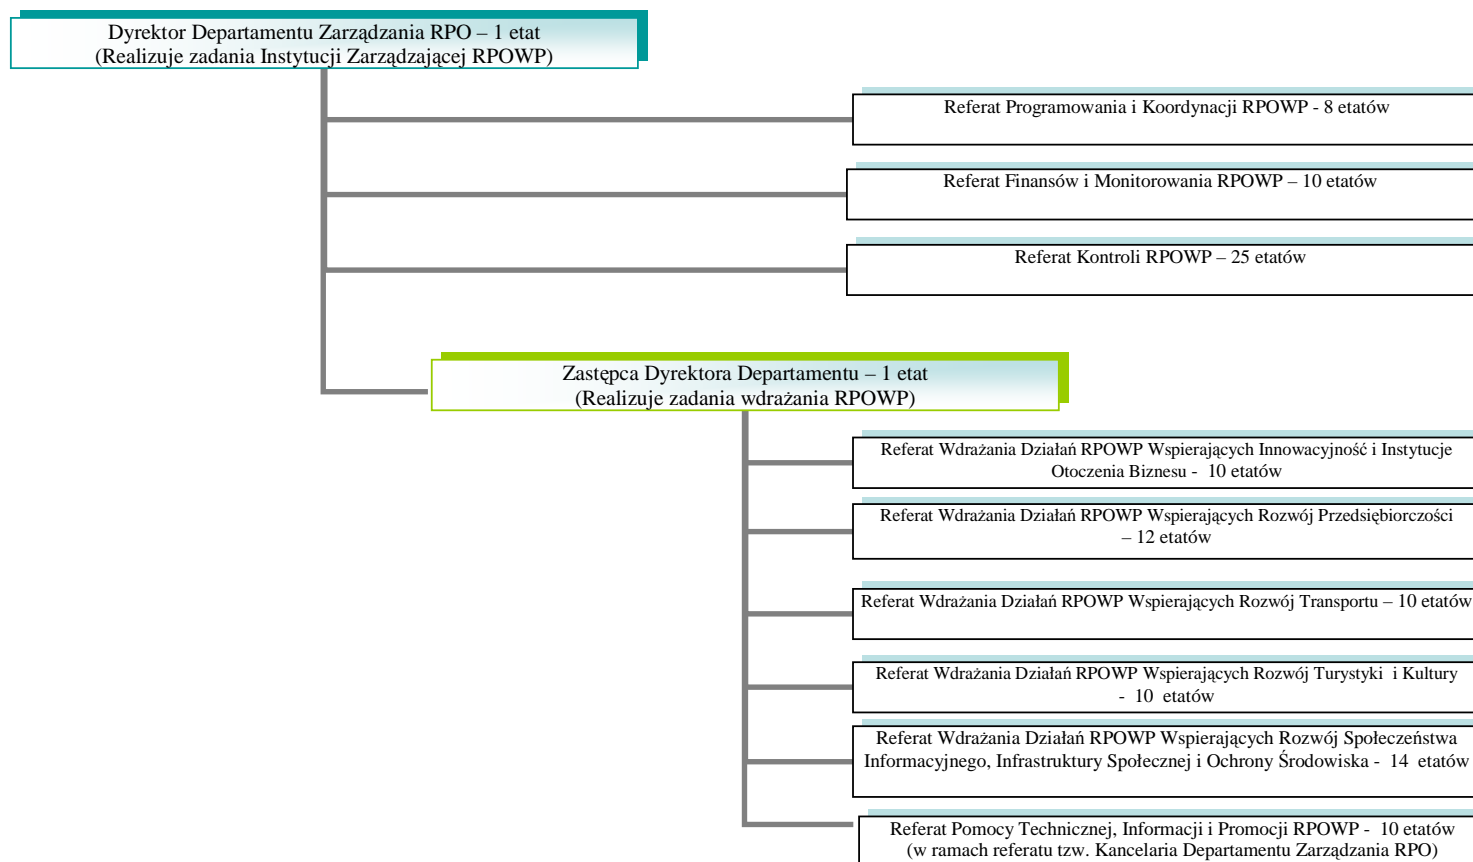 Dyrektor Departamentu Zarządzania RPO – 1 etat
(Realizuje zadania Instytucji Zarządzającej RPOWP)
Referat Programowania i Koordynacji RPOWP - 8 etatów
Referat Finansów i Monitorowania RPOWP – 10 etatów
Referat Kontroli RPOWP – 25 etatów
Zastępca Dyrektora Departamentu – 1 etat
(Realizuje zadania wdrażania RPOWP)
Referat Wdrażania Działań RPOWP Wspierających Innowacyjność i Instytucje
Otoczenia Biznesu - 10 etatów
Referat Wdrażania Działań RPOWP Wspierających Rozwój Przedsiębiorczości
– 12 etatów
Referat Wdrażania Działań RPOWP Wspierających Rozwój Transportu – 10 etatów
Referat Wdrażania Działań RPOWP Wspierających Rozwój Turystyki i Kultury
- 10 etatów
Referat Wdrażania Działań RPOWP Wspierających Rozwój Społeczeństwa
Informacyjnego, Infrastruktury Społecznej i Ochrony Środowiska - 14 etatów
Referat Pomocy Technicznej, Informacji i Promocji RPOWP - 10 etatów
(w ramach referatu tzw. Kancelaria Departamentu Zarządzania RPO)